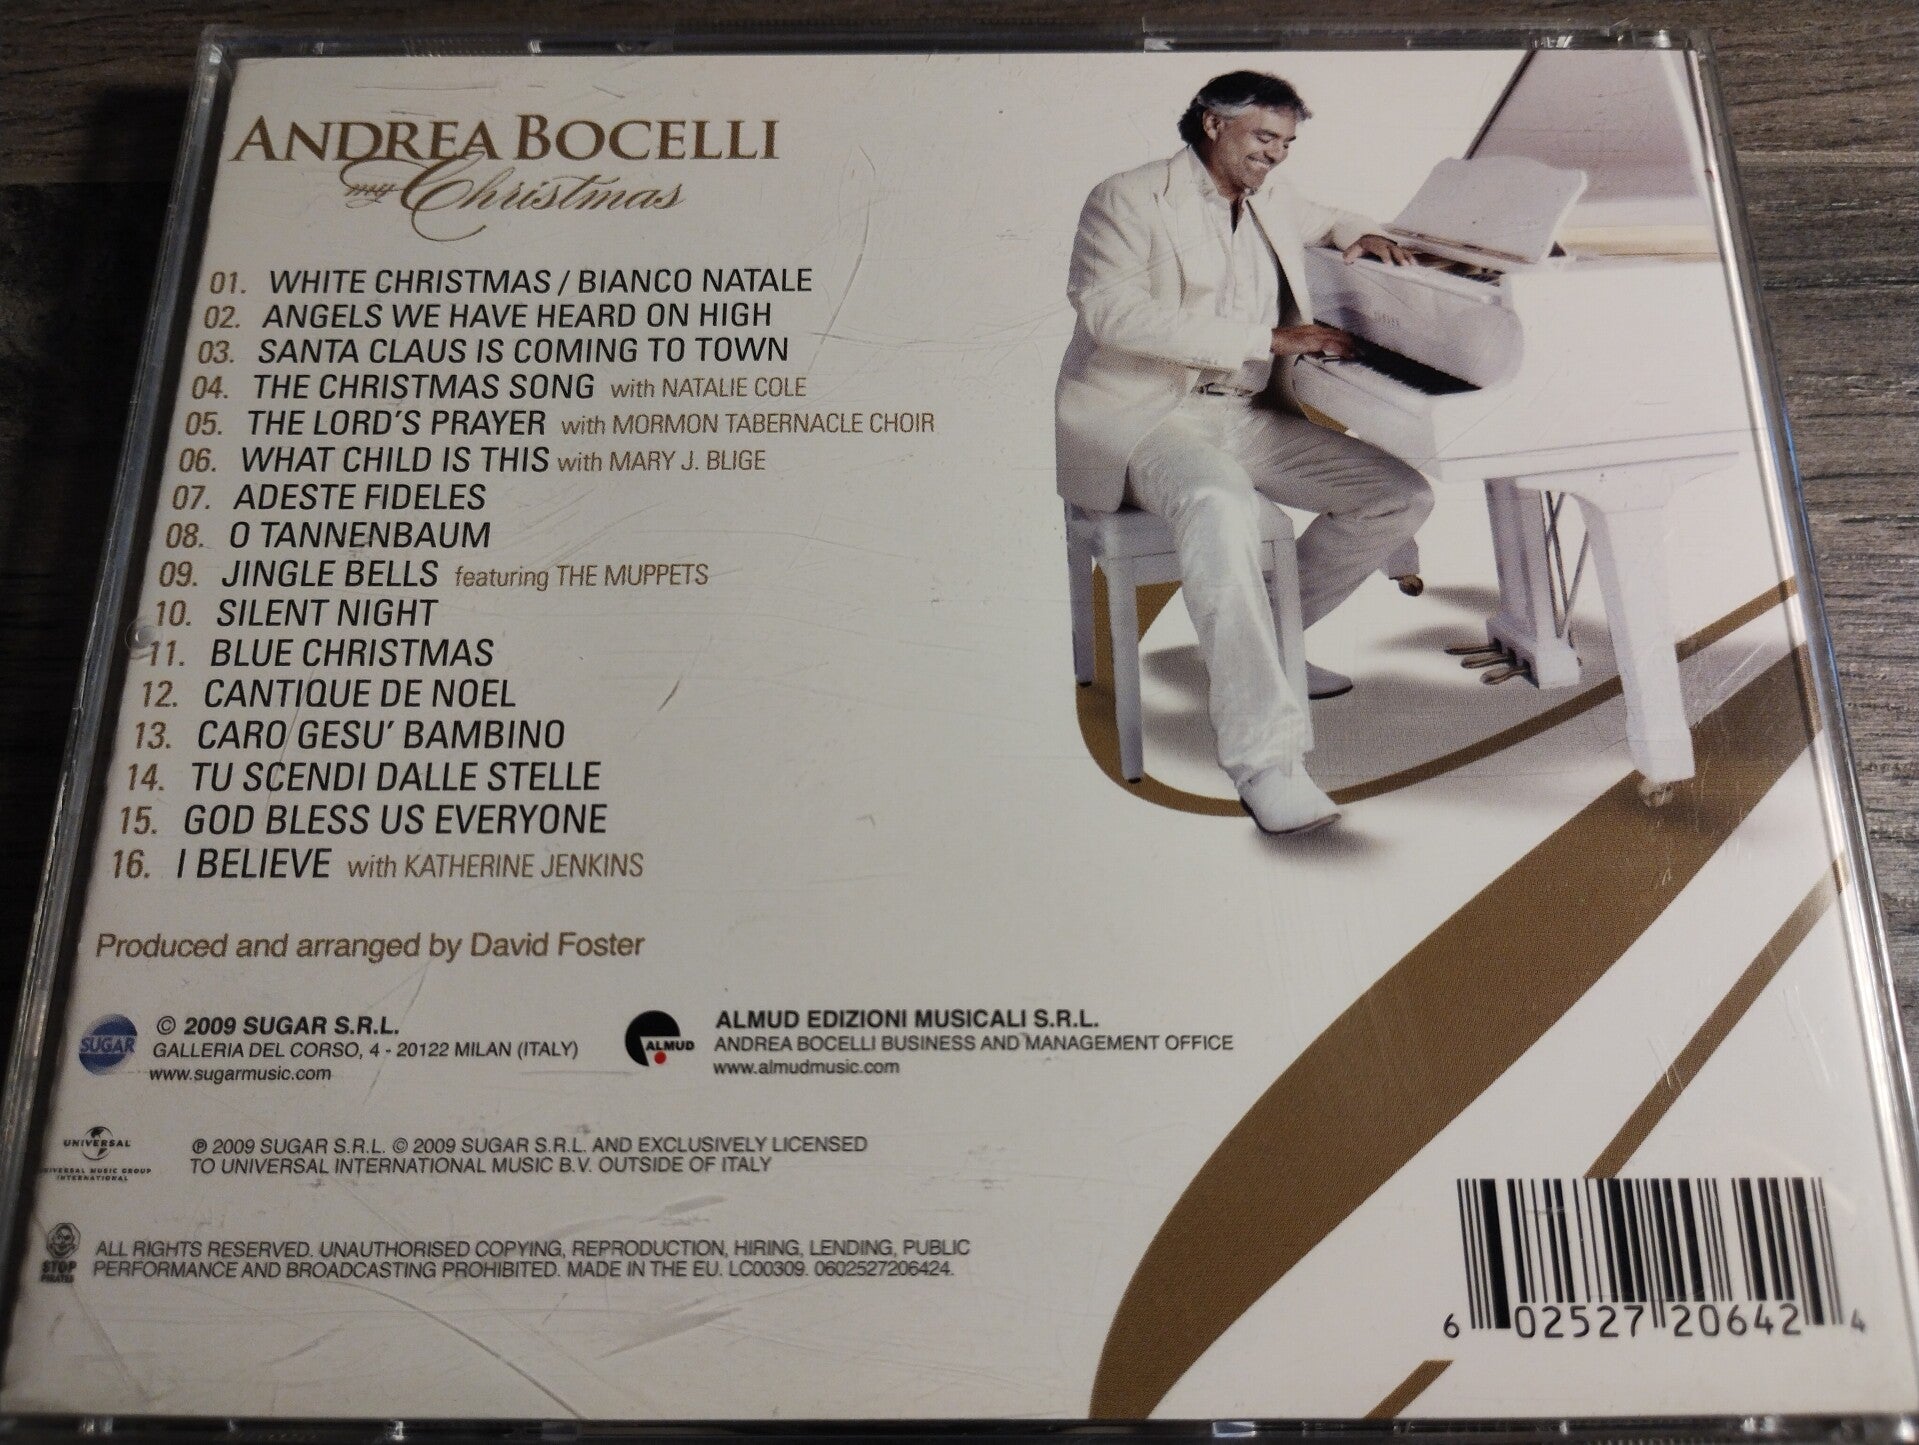 ANDREA BOCELLI
my Christmas
01. WHITE CHRISTMAS / BIANCO NATALE
02. ANGELS WE HAVE HEARD ON HIGH
03. SANTA CLAUS IS COMING TO TOWN
04. THE CHRISTMAS SONG with NATALIE COLE
05. THE LORD'S PRAYER with MORMON TABERNACLE CHOIR
06. WHAT CHILD IS THIS with MARY J. BLIGE
07. ADESTE FIDELES
08. O TANNENBAUM
09. JINGLE BELLS featuring THE MUPPETS
10. SILENT NIGHT
11. BLUE CHRISTMAS
12. CANTIQUE DE NOEL
13. CARO GESU' BAMBINO
14. TU SCENDI DALLE STELLE
15. GOD BLESS US EVERYONE
16. I BELIEVE with KATHERINE JENKINS
Produced and arranged by David Foster
SUGAR
© 2009 SUGAR S.R.L.
GALLERIA DEL CORSO, 4 - 20122 MILAN (ITALY)
www.sugarmusic.com
ALMUD
ALMUD EDIZIONI MUSICALI S.R.L.
ANDREA BOCELLI BUSINESS AND MANAGEMENT OFFICE
www.almudmusic.com
UNIVERSAL
UNIVERSAL MUSIC GROUP
INTERNATIONAL
℗ 2009 SUGAR S.R.L. © 2009 SUGAR S.R.L. AND EXCLUSIVELY LICENSED
TO UNIVERSAL INTERNATIONAL MUSIC B.V. OUTSIDE OF ITALY
STOP
PIRATES
ALL RIGHTS RESERVED. UNAUTHORISED COPYING, REPRODUCTION, HIRING, LENDING, PUBLIC
PERFORMANCE AND BROADCASTING PROHIBITED. MADE IN THE EU. LC00309. 0602527206424.
6 02527 20642 4